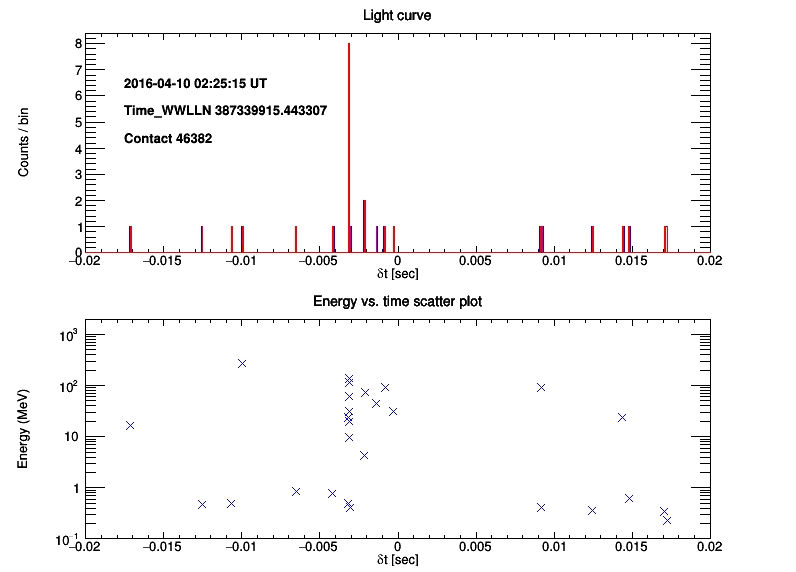 Light curve
Counts / bin
8
7
6
5
4
3
2
1
0
2016-04-10 02:25:15 UT
Time_WWLLN 387339915.443307
Contact 46382
−0.02 −0.015 −0.01 −0.005 0 0.005 0.01 0.015 0.02
δt [sec]
Energy vs. time scatter plot
Energy (MeV)
10³
10²
10
1
10⁻¹
−0.02 −0.015 −0.01 −0.005 0 0.005 0.01 0.015 0.02
δt [sec]